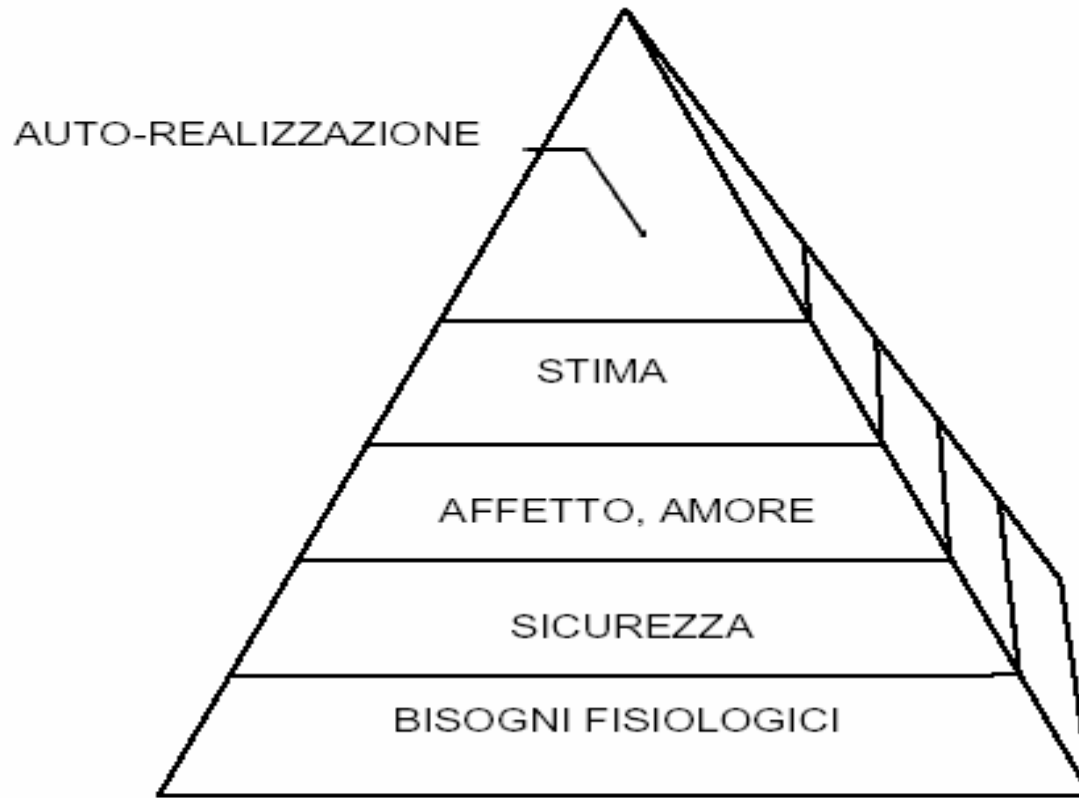 AUTO-REALIZZAZIONE
STIMA
AFFETTO, AMORE
SICUREZZA
BISOGNI FISIOLOGICI